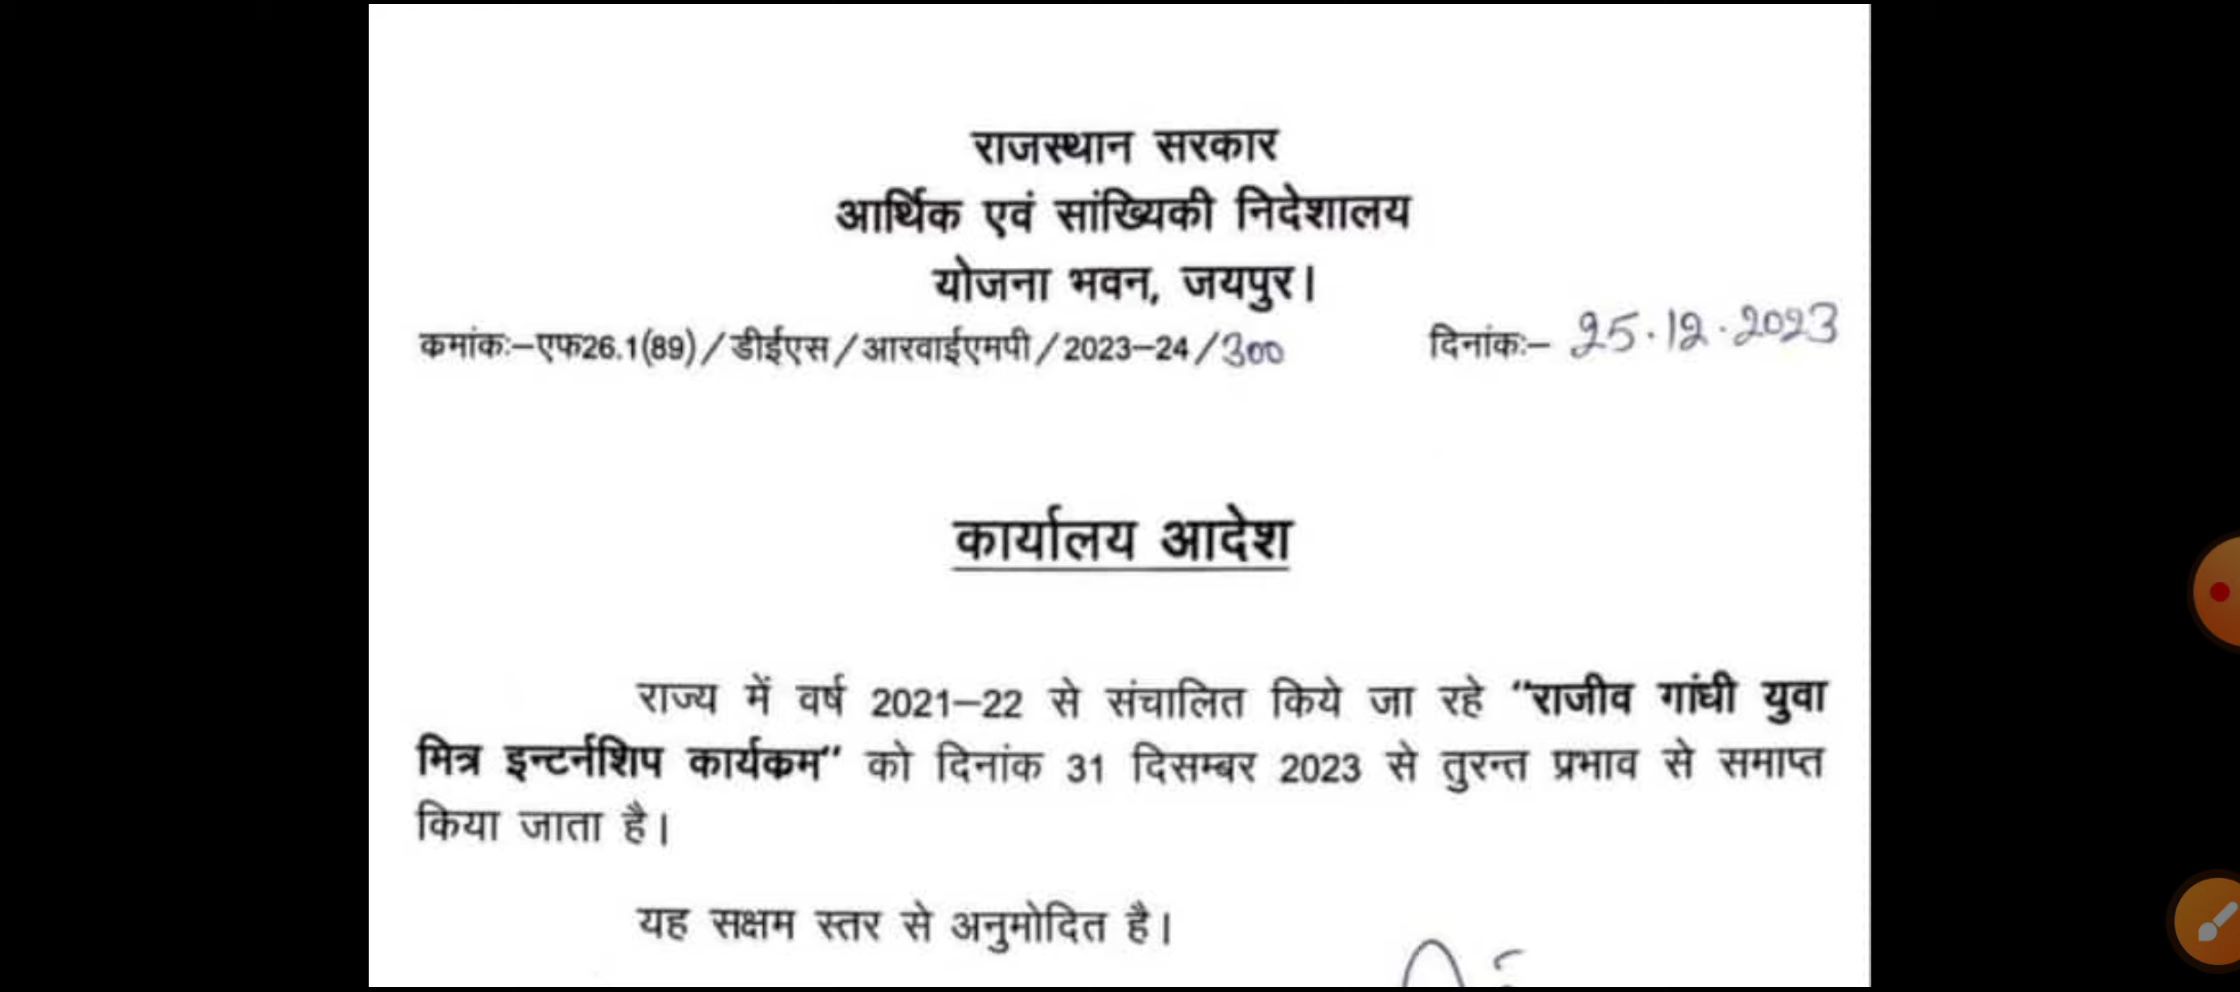 राजस्थान सरकार
आर्थिक एवं सांख्यिकी निदेशालय
योजना भवन, जयपुर।
कमांकः–एफ26.1(89)/डीईएस/आरवाईएमपी/2023–24/300 दिनांकः– 25.12.2023
कार्यालय आदेश
राज्य में वर्ष 2021–22 से संचालित किये जा रहे "राजीव गांधी युवा
मित्र इन्टर्नशिप कार्यकम" को दिनांक 31 दिसम्बर 2023 से तुरन्त प्रभाव से समाप्त
किया जाता है।
यह सक्षम स्तर से अनुमोदित है।